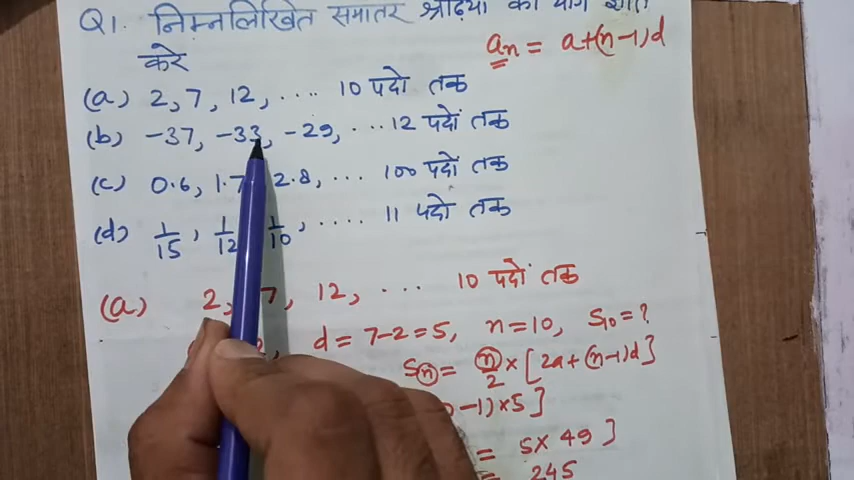 Q1. निम्नलिखित समांतर श्रेढ़ियों का योग ज्ञात
करे
an = a+(n-1)d
(a) 2, 7, 12, .... 10 पदो तक
(b) -37, -33, -29, ... 12 पदों तक
(c) 0.6, 1.7 2.8, ... 100 पदों तक
(d) 1/15, 1/12 1/10, .... 11 पदो तक
(a) 2, 7, 12, ... 10 पदों तक
d = 7-2=5, n=10, S10=?
Sn = n/2 × [2a+(n-1)d]
-1)×5]
= 5× 49]
= 245